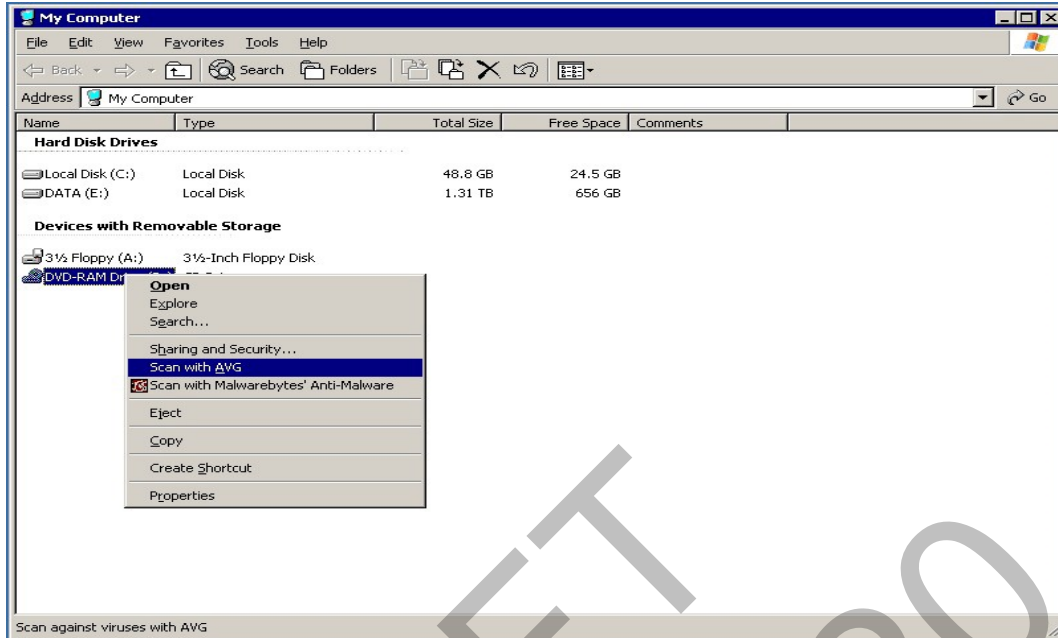 My Computer
File Edit View Favorites Tools Help
Back Search Folders
Address My Computer Go
Name Type Total Size Free Space Comments
Hard Disk Drives
Local Disk (C:) Local Disk 48.8 GB 24.5 GB
DATA (E:) Local Disk 1.31 TB 656 GB
Devices with Removable Storage
3½ Floppy (A:) 3½-Inch Floppy Disk
DVD-RAM
Open
Explore
Search...
Sharing and Security...
Scan with AVG
Scan with Malwarebytes' Anti-Malware
Eject
Copy
Create Shortcut
Properties
Scan against viruses with AVG